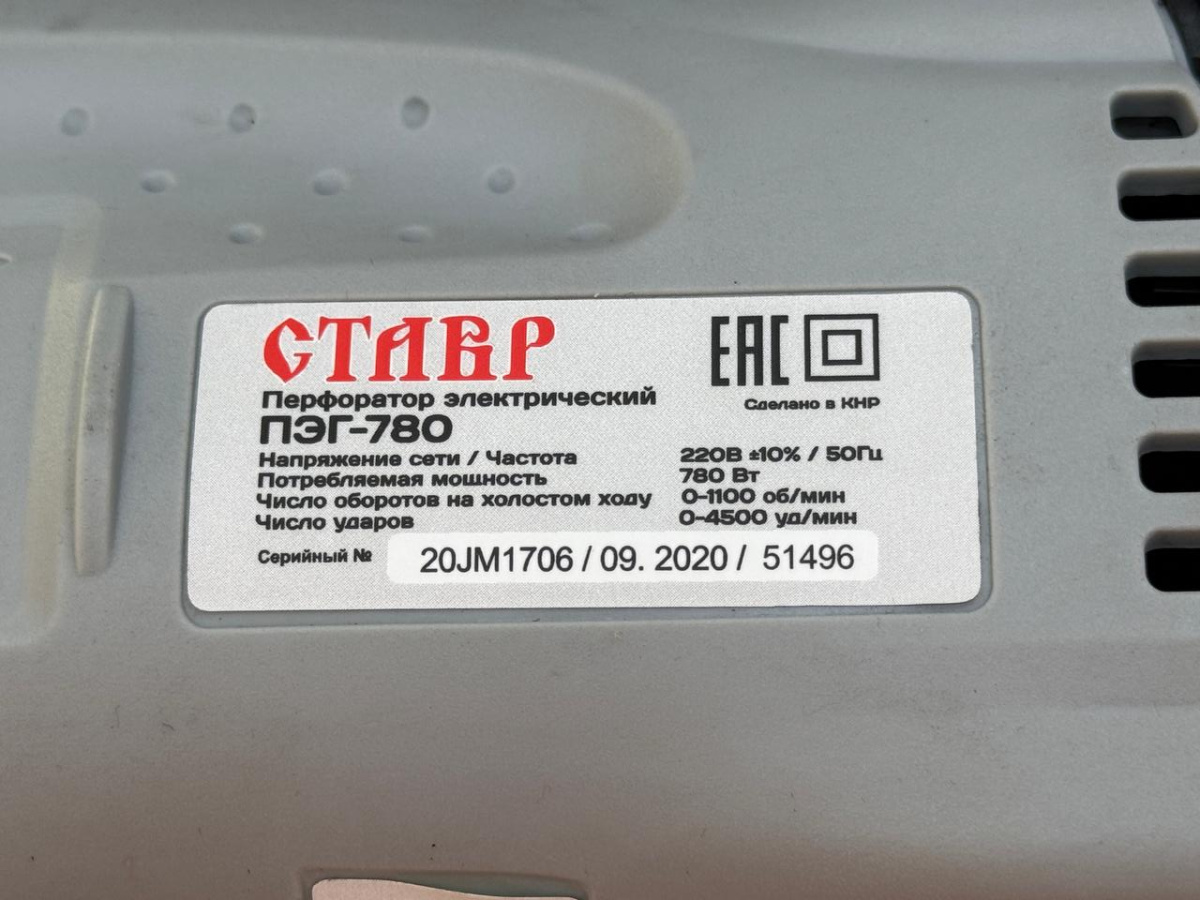 СТАВР
EAC
Сделано в КНР
Перфоратор электрический
ПЭГ-780
Напряжение сети / Частота 220В ±10% / 50Гц
Потребляемая мощность 780 Вт
Число оборотов на холостом ходу 0-1100 об/мин
Число ударов 0-4500 уд/мин
Серийный № 20JM1706 / 09. 2020 / 51496